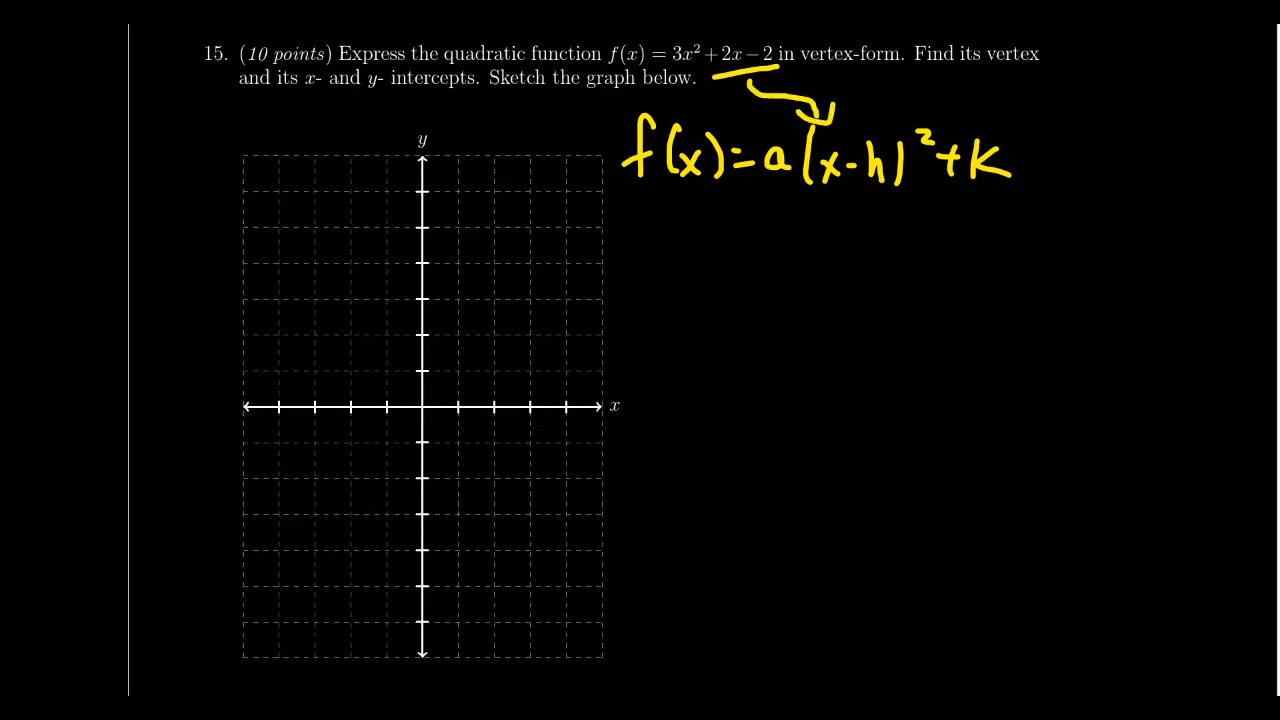 15. (10 points) Express the quadratic function f(x) = 3x² + 2x − 2 in vertex-form. Find its vertex
and its x- and y- intercepts. Sketch the graph below.
f(x)=a(x-h)²+k
y
x